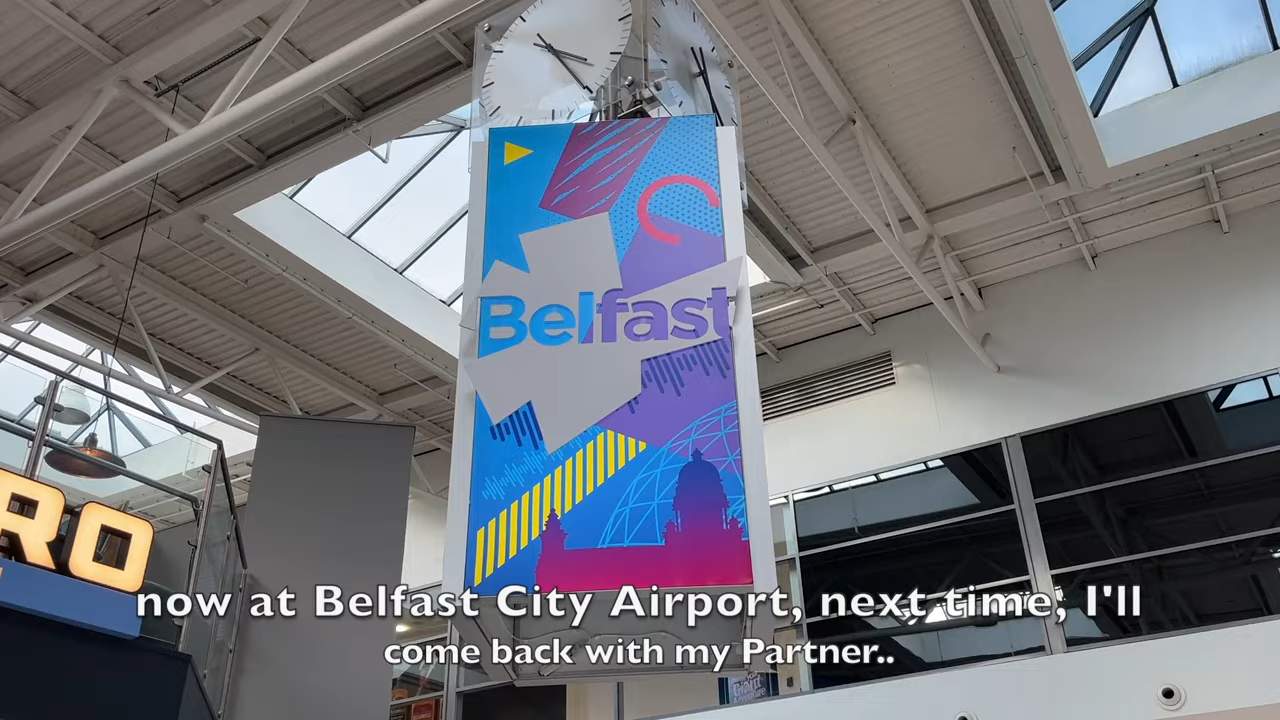 Belfast
RO
now at Belfast City Airport, next time, I'll
come back with my Partner..